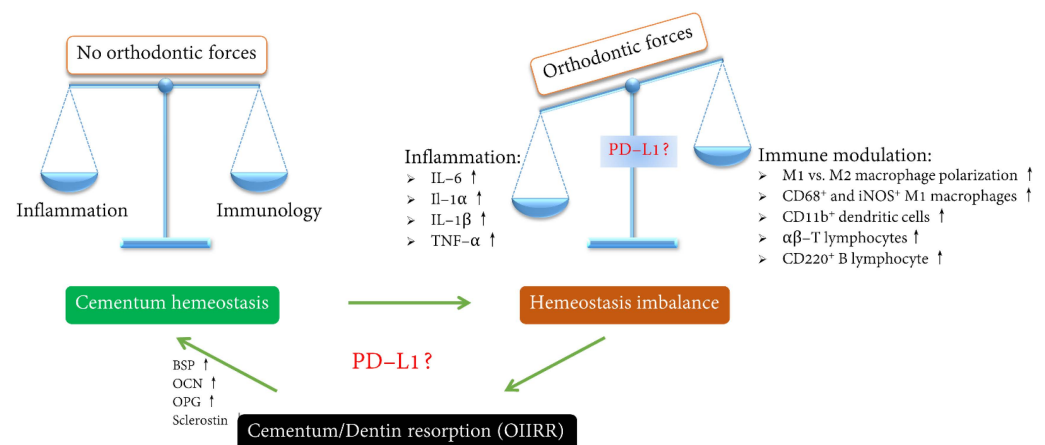 No orthodontic forces
Inflammation
Immunology
Orthodontic forces
PD–L1?
Inflammation:
➢ IL–6 ↑
➢ Il–1α ↑
➢ IL–1β ↑
➢ TNF–α ↑
Immune modulation:
➢ M1 vs. M2 macrophage polarization ↑
➢ CD68⁺ and iNOS⁺ M1 macrophages ↑
➢ CD11b⁺ dendritic cells ↑
➢ αβ–T lymphocytes ↑
➢ CD220⁺ B lymphocyte ↑
Cementum hemeostasis
Hemeostasis imbalance
PD–L1?
BSP ↑
OCN ↑
OPG ↑
Sclerostin ↑
Cementum/Dentin resorption (OIIRR)